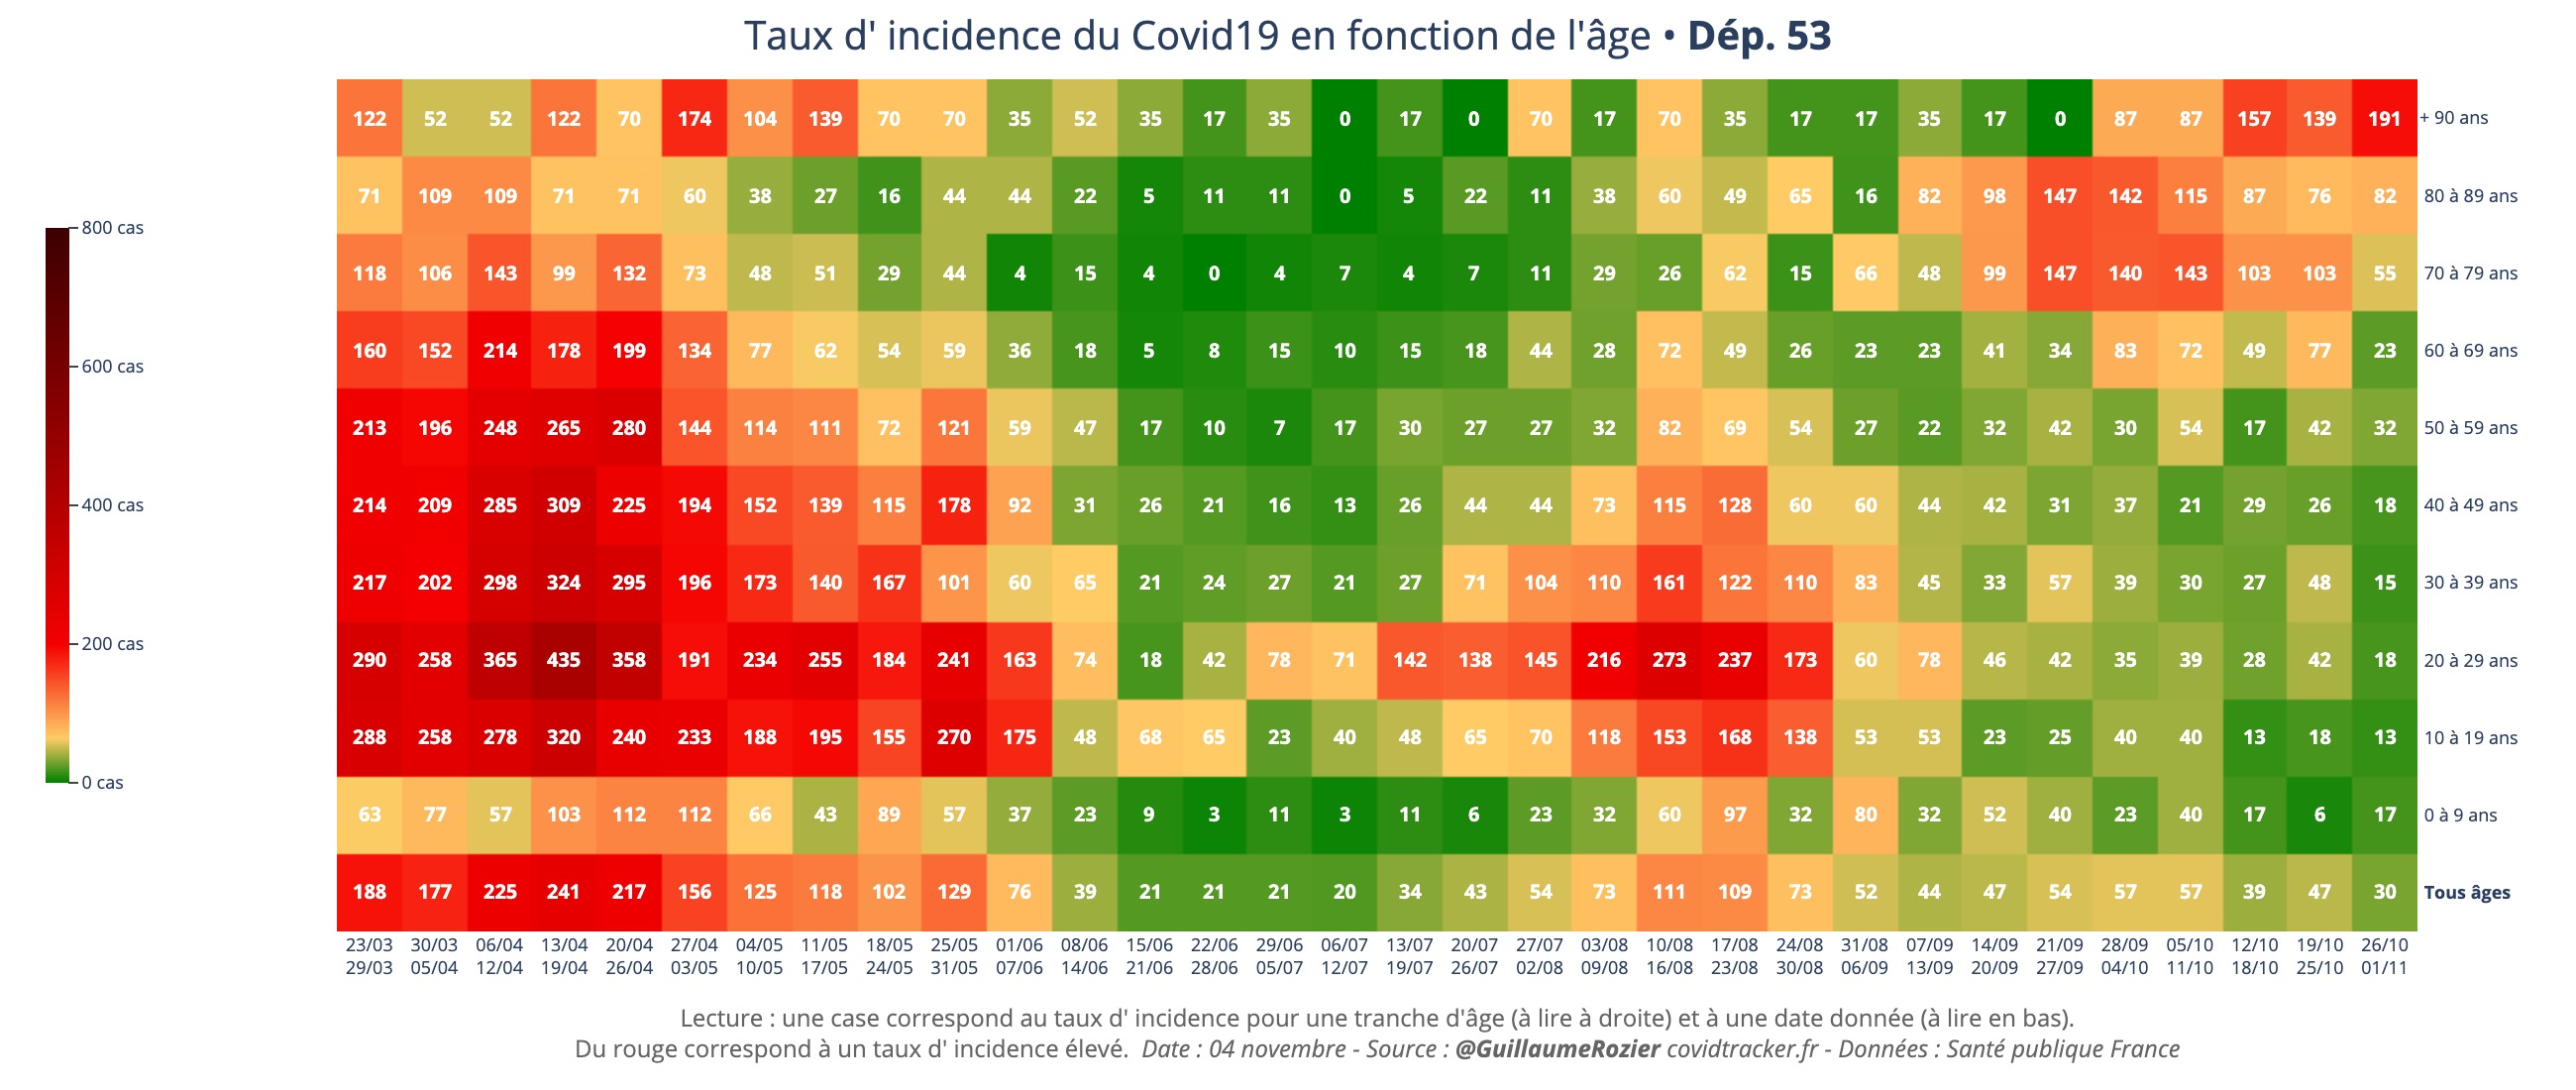 Taux d' incidence du Covid19 en fonction de l'âge • Dép. 53
122 52 52 122 70 174 104 139 70 70 35 52 35 17 35 0 17 0 70 17 70 35 17 17 35 17 0 87 87 157 139 191 + 90 ans
71 109 109 71 71 60 38 27 16 44 44 22 5 11 11 0 5 22 11 38 60 49 65 16 82 98 147 142 115 87 76 82 80 à 89 ans
118 106 143 99 132 73 48 51 29 44 4 15 4 0 4 7 4 7 11 29 26 62 15 66 48 99 147 140 143 103 103 55 70 à 79 ans
160 152 214 178 199 134 77 62 54 59 36 18 5 8 15 10 15 18 44 28 72 49 26 23 23 41 34 83 72 49 77 23 60 à 69 ans
213 196 248 265 280 144 114 111 72 121 59 47 17 10 7 17 30 27 27 32 82 69 54 27 22 32 42 30 54 17 42 32 50 à 59 ans
214 209 285 309 225 194 152 139 115 178 92 31 26 21 16 13 26 44 44 73 115 128 60 60 44 42 31 37 21 29 26 18 40 à 49 ans
217 202 298 324 295 196 173 140 167 101 60 65 21 24 27 21 27 71 104 110 161 122 110 83 45 33 57 39 30 27 48 15 30 à 39 ans
290 258 365 435 358 191 234 255 184 241 163 74 18 42 78 71 142 138 145 216 273 237 173 60 78 46 42 35 39 28 42 18 20 à 29 ans
288 258 278 320 240 233 188 195 155 270 175 48 68 65 23 40 48 65 70 118 153 168 138 53 53 23 25 40 40 13 18 13 10 à 19 ans
63 77 57 103 112 112 66 43 89 57 37 23 9 3 11 3 11 6 23 32 60 97 32 80 32 52 40 23 40 17 6 17 0 à 9 ans
188 177 225 241 217 156 125 118 102 129 76 39 21 21 21 20 34 43 54 73 111 109 73 52 44 47 54 57 57 39 47 30 Tous âges
23/03 30/03 06/04 13/04 20/04 27/04 04/05 11/05 18/05 25/05 01/06 08/06 15/06 22/06 29/06 06/07 13/07 20/07 27/07 03/08 10/08 17/08 24/08 31/08 07/09 14/09 21/09 28/09 05/10 12/10 19/10 26/10
29/03 05/04 12/04 19/04 26/04 03/05 10/05 17/05 24/05 31/05 07/06 14/06 21/06 28/06 05/07 12/07 19/07 26/07 02/08 09/08 16/08 23/08 30/08 06/09 13/09 20/09 27/09 04/10 11/10 18/10 25/10 01/11
800 cas
600 cas
400 cas
200 cas
0 cas
Lecture : une case correspond au taux d' incidence pour une tranche d'âge (à lire à droite) et à une date donnée (à lire en bas).
Du rouge correspond à un taux d' incidence élevé. Date : 04 novembre - Source : @GuillaumeRozier covidtracker.fr - Données : Santé publique France